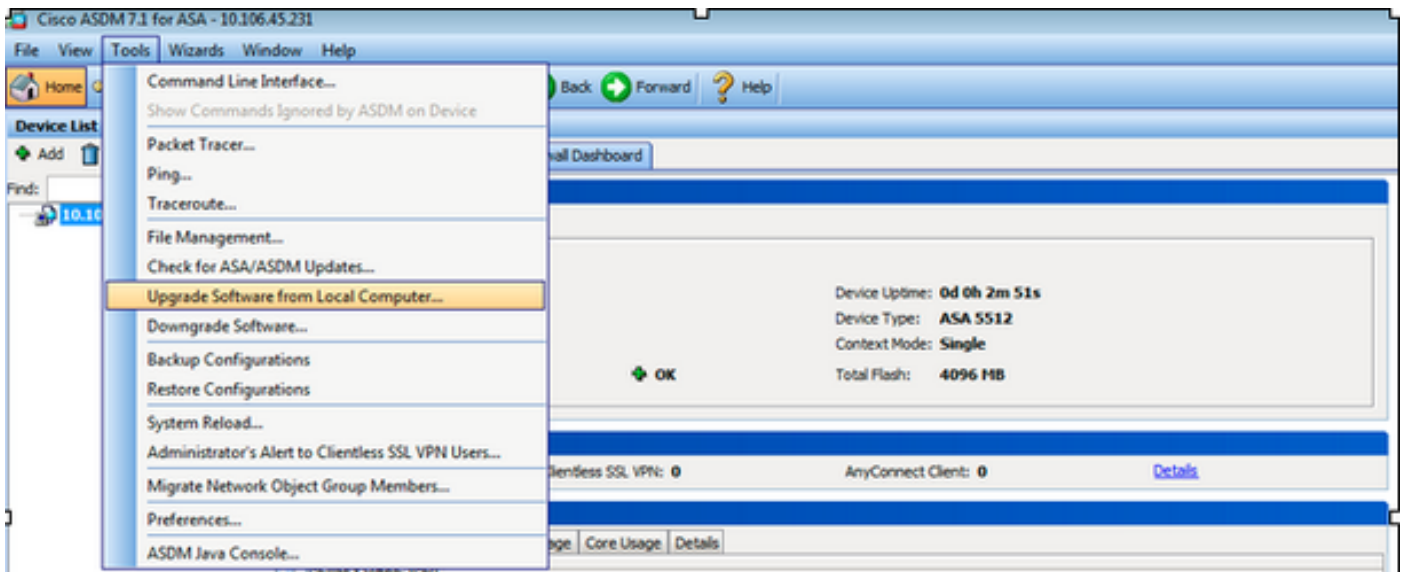 Cisco ASDM 7.1 for ASA - 10.106.45.231
File View Tools Wizards Window Help
Home
Back Forward Help
Command Line Interface...
Show Commands Ignored by ASDM on Device
Packet Tracer...
Ping...
Traceroute...
File Management...
Check for ASA/ASDM Updates...
Upgrade Software from Local Computer...
Downgrade Software...
Backup Configurations
Restore Configurations
System Reload...
Administrator's Alert to Clientless SSL VPN Users...
Migrate Network Object Group Members...
Preferences...
ASDM Java Console...
Device List
Add
Find:
10.10
Dashboard
Device Uptime: 0d 0h 2m 51s
Device Type: ASA 5512
Context Mode: Single
OK Total Flash: 4096 MB
SSL VPN: 0 AnyConnect Client: 0 Details
Core Usage Details